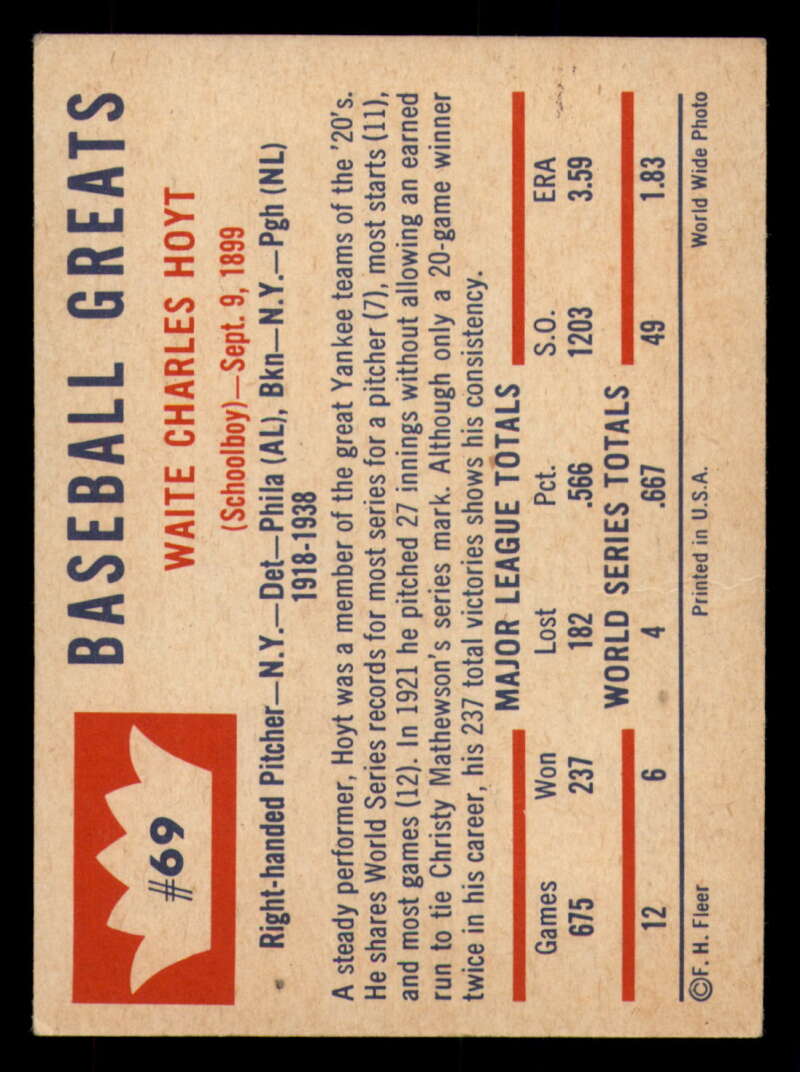 #69
BASEBALL GREATS
WAITE CHARLES HOYT
(Schoolboy)—Sept. 9, 1899
Right-handed Pitcher—N.Y.—Det—Phila (AL), Bkn—N.Y.—Pgh (NL)
1918-1938
A steady performer, Hoyt was a member of the great Yankee teams of the '20's.
He shares World Series records for most series for a pitcher (7), most starts (11),
and most games (12). In 1921 he pitched 27 innings without allowing an earned
run to tie Christy Mathewson's series mark. Although only a 20-game winner
twice in his career, his 237 total victories shows his consistency.
MAJOR LEAGUE TOTALS
Games Won Lost Pct. S.O. ERA
675 237 182 .566 1203 3.59
WORLD SERIES TOTALS
12 6 4 .667 49 1.83
©F. H. Fleer Printed in U.S.A. World Wide Photo